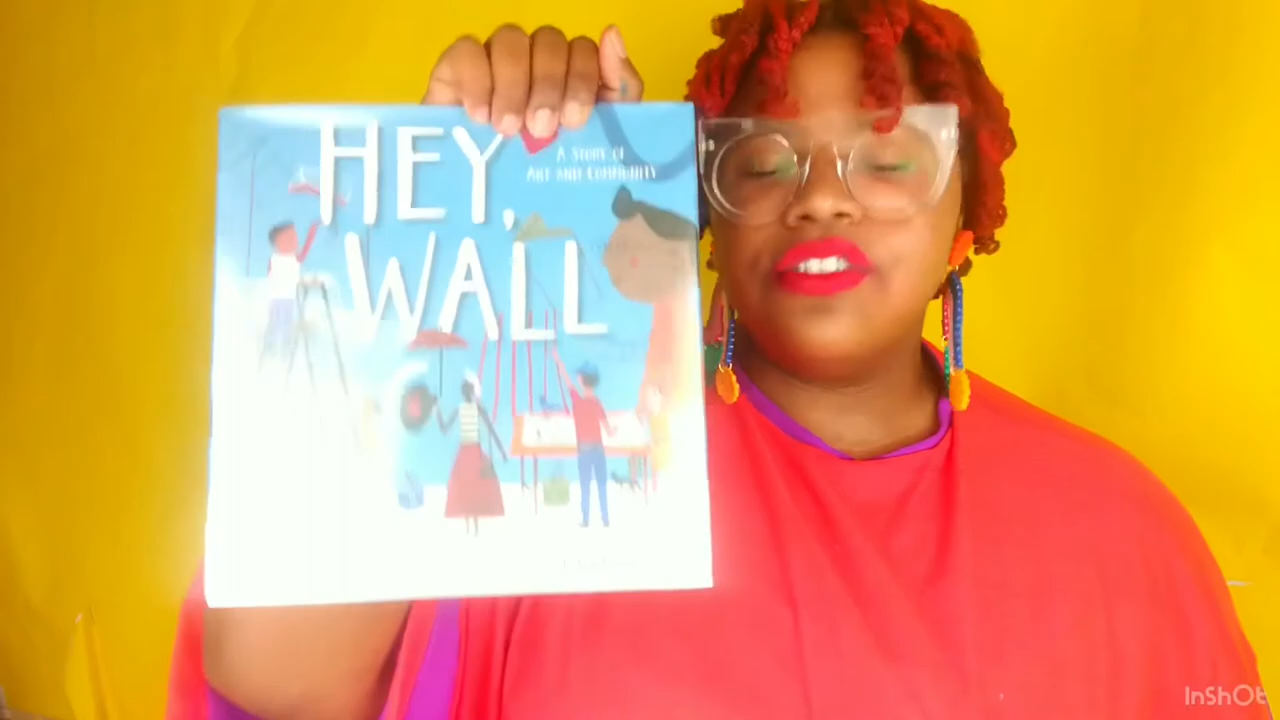 HEY,
A STORY OF
ART AND COMMUNITY
WALL
InShOt